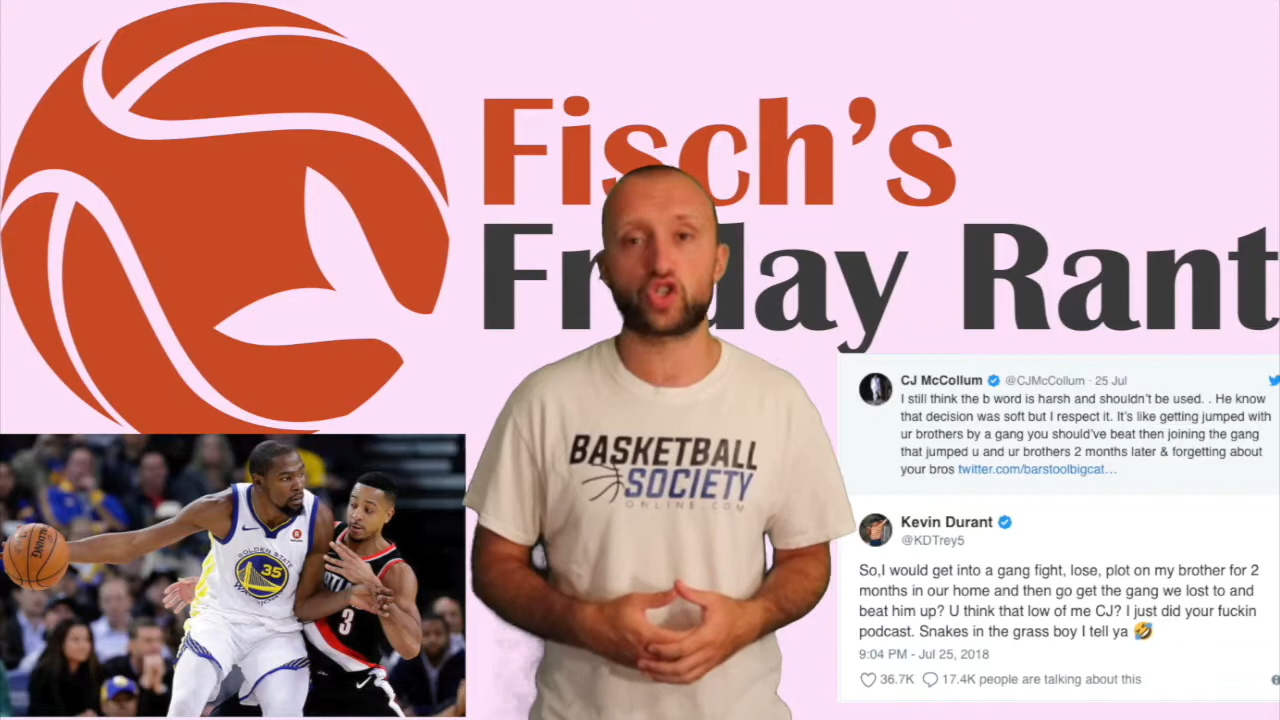 Fisch's
Fr day Rant
CJ McCollum @CJMcCollum · 25 Jul
I still think the b word is harsh and shouldn't be used. . He know
that decision was soft but I respect it. It's like getting jumped with
ur brothers by a gang you should've beat then joining the gang
that jumped u and ur brothers 2 months later & forgetting about
your bros twitter.com/barstoolbigcat…
BASKETBALL
SOCIETY
ONLINE.COM
Kevin Durant
@KDTrey5
So,I would get into a gang fight, lose, plot on my brother for 2
months in our home and then go get the gang we lost to and
beat him up? U think that low of me CJ? I just did your fuckin
podcast. Snakes in the grass boy I tell ya 🤣
9:04 PM - Jul 25, 2018
36.7K 17.4K people are talking about this
GOLDEN STATE
35
WARRIORS
3